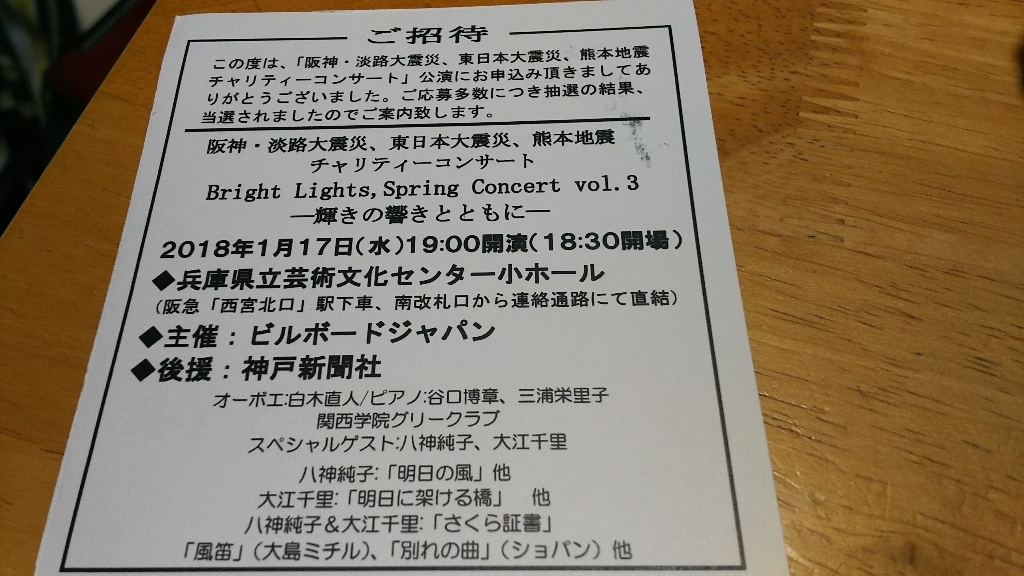 ご招待
この度は、「阪神・淡路大震災、東日本大震災、熊本地震
チャリティーコンサート」公演にお申込み頂きましてあ
りがとうございました。ご応募多数につき抽選の結果、
当選されましたのでご案内致します。
阪神・淡路大震災、東日本大震災、熊本地震
チャリティーコンサート
Bright Lights,Spring Concert vol.3
―輝きの響きとともに―
2018年1月17日(水)19:00開演(18:30開場)
◆兵庫県立芸術文化センター小ホール
(阪急「西宮北口」駅下車、南改札口から連絡通路にて直結)
◆主催:ビルボードジャパン
◆後援:神戸新聞社
オーボエ:白木直人/ピアノ:谷口博章、三浦栄里子
関西学院グリークラブ
スペシャルゲスト:八神純子、大江千里
八神純子:「明日の風」他
大江千里:「明日に架ける橋」 他
八神純子&大江千里:「さくら証書」
「風笛」(大島ミチル)、「別れの曲」(ショパン)他